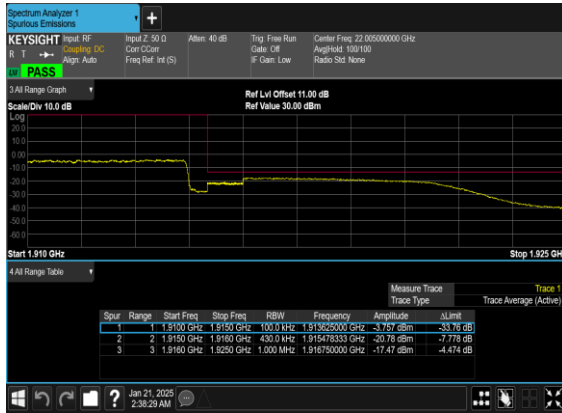 Spectrum Analyzer 1
Spurious Emissions
+
KEYSIGHT Input: RF Input Z: 50 Ω Atten: 40 dB Trig: Free Run Center Freq: 22.005000000 GHz
R T Coupling: DC Corr CCorr Gate: Off Avg|Hold: 100/100
Align: Auto Freq Ref: Int (S) IF Gain: Low Radio Std: None
PASS
3 All Range Graph
Ref Lvl Offset 11.00 dB
Scale/Div 10.0 dB Ref Value 30.00 dBm
Log
20.0
10.0
0.00
-10.0
-20.0
-30.0
-40.0
-50.0
-60.0
Start 1.910 GHz Stop 1.925 GH
4 All Range Table
Measure Trace Trace 1
Trace Type Trace Average (Active)
Spur Range Start Freq Stop Freq RBW Frequency Amplitude ΔLimit
1 1 1.9100 GHz 1.9150 GHz 100.0 kHz 1.913625000 GHz -3.757 dBm -33.76 dB
2 2 1.9150 GHz 1.9160 GHz 430.0 kHz 1.915478333 GHz -20.78 dBm -7.778 dB
3 3 1.9160 GHz 1.9250 GHz 1.000 MHz 1.916750000 GHz -17.47 dBm -4.474 dB
? Jan 21, 2025
2:38:29 AM